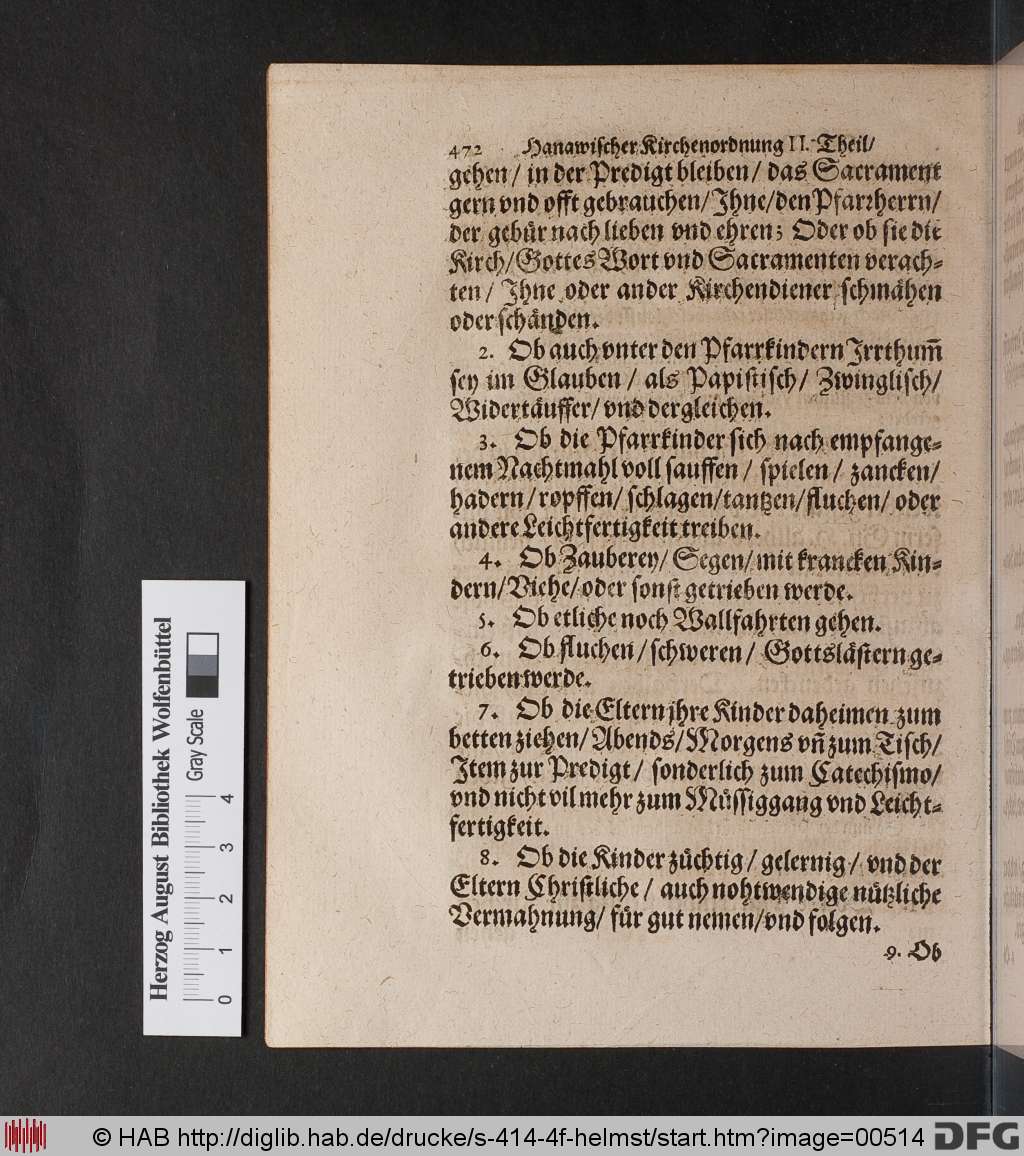 472 Hanawischer Kirchenordnung II. Theil/
gehen/ in der Predigt bleiben/ das Sacrament
gern vnd offt gebrauchen/ Jhne/ den Pfarꝛherrn/
der gebür nach lieben vnd ehren; Oder ob sie die
Kirch/ Gottes Wort vnd Sacramenten verach-
ten/ Jhne oder ander Kirchendiener schmähen
oder schänden.
2. Ob auch vnter den Pfarrkindern Jrrthum̃
sey im Glauben/ als Papistisch/ Zwinglisch/
Widertäuffer/ vnd dergleichen.
3. Ob die Pfarrkinder sich nach empfange-
nem Nachtmahl voll sauffen/ spielen/ zancken/
hadern/ ropffen/ schlagen/ tantzen/ fluchen/ oder
andere Leichtfertigkeit treiben.
4. Ob Zauberey/ Segen/ mit krancken Kin-
dern/ Viehe/ oder sonst getrieben werde.
5. Ob etliche noch Wallfahrten gehen.
6. Ob fluchen/ schweren/ Gottslästern ge-
trieben werde.
7. Ob die Eltern jhre Kinder daheimen zum
betten ziehen/ Abends/ Morgens vñ zum Tisch/
Jtem zur Predigt/ sonderlich zum Catechismo/
vnd nicht vil mehr zum Müssiggang vnd Leicht-
fertigkeit.
8. Ob die Kinder züchtig/ gelernig/ vnd der
Eltern Christliche/ auch nohtwendige nützliche
Vermahnung/ für gut nemen/ vnd folgen.
9. Ob
Herzog August Bibliothek Wolfenbüttel
Gray Scale
0 1 2 3 4
© HAB http://diglib.hab.de/drucke/s-414-4f-helmst/start.htm?image=00514 DFG